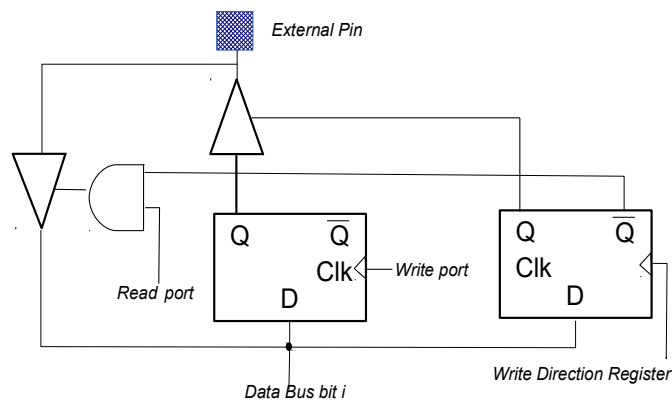 External Pin
Q Q̅
Clk
D
Write port
Q Q̅
Clk
D
Read port
Write Direction Register
Data Bus bit i